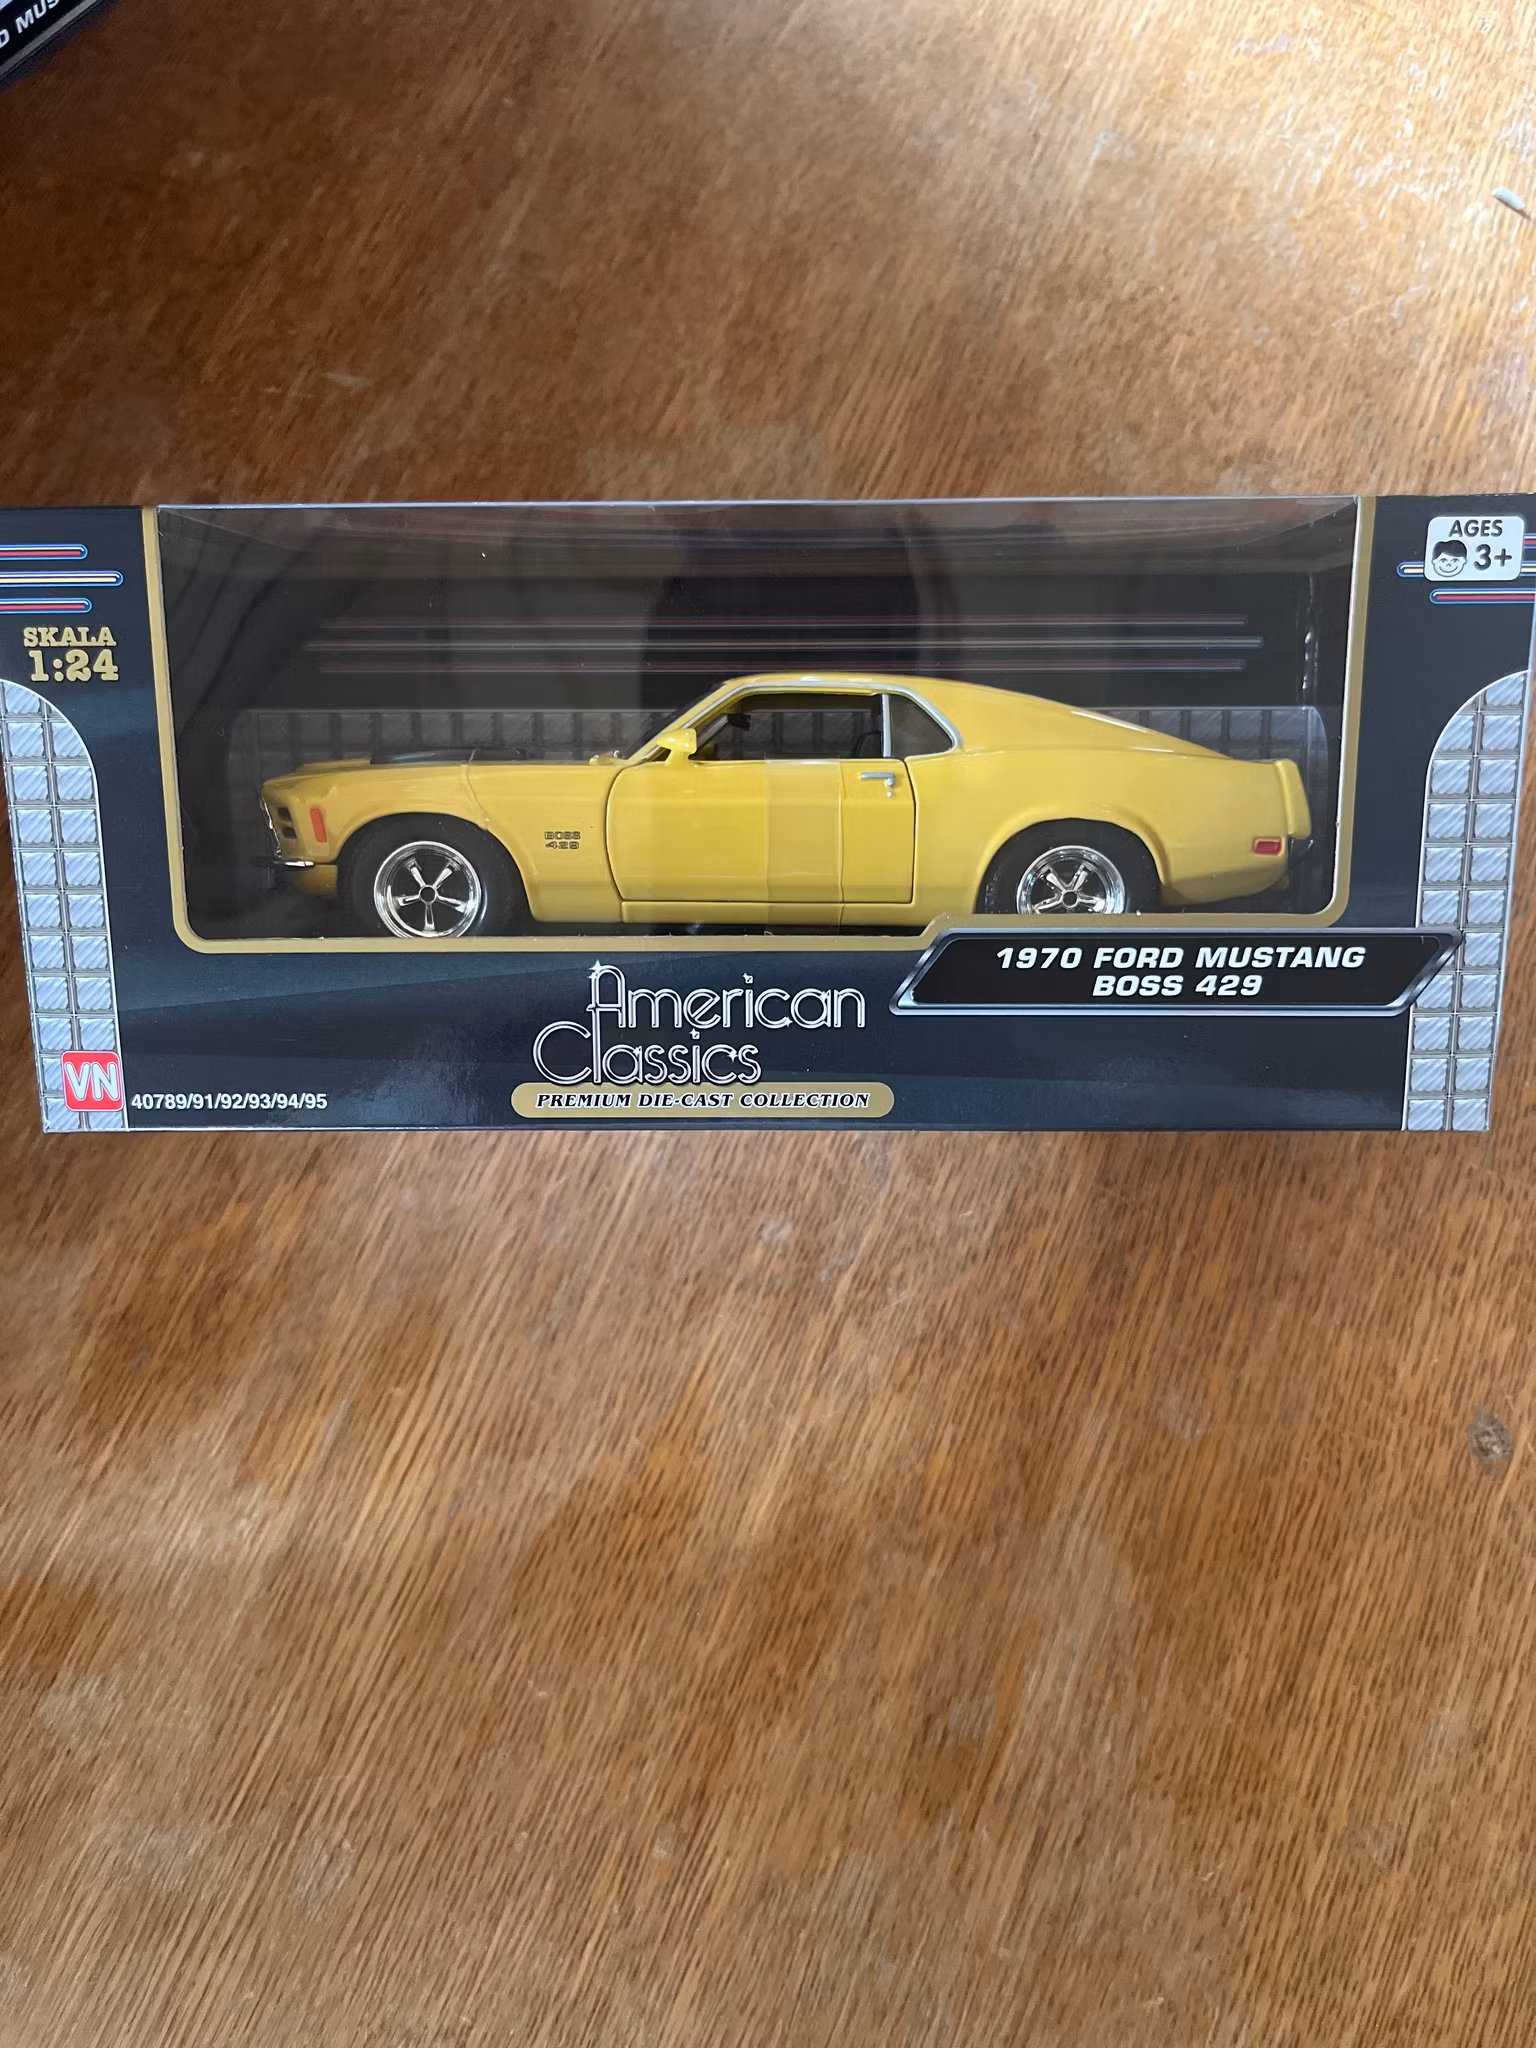 D MUS
AGES
3+
SKALA
1:24
BOSS
429
1970 FORD MUSTANG
BOSS 429
American
Classics
PREMIUM DIE-CAST COLLECTION
VN
40789/91/92/93/94/95